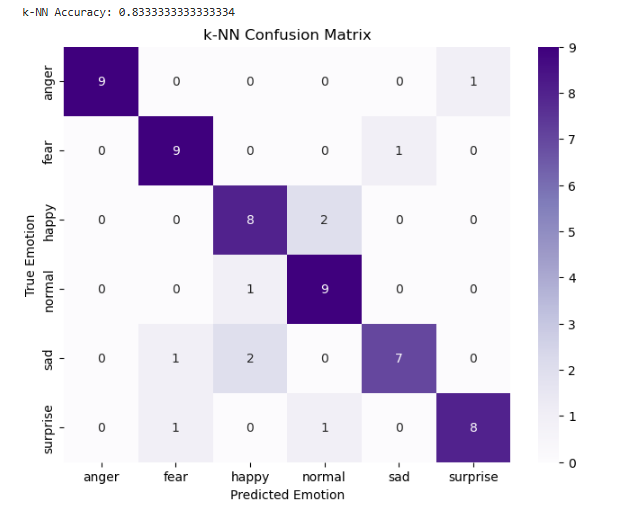 k-NN Accuracy: 0.8333333333333334
k-NN Confusion Matrix
True Emotion
anger 9 0 0 0 0 1
fear 0 9 0 0 1 0
happy 0 0 8 2 0 0
normal 0 0 1 9 0 0
sad 0 1 2 0 7 0
surprise 0 1 0 1 0 8
anger fear happy normal sad surprise
Predicted Emotion
9
8
7
6
5
4
3
2
1
0